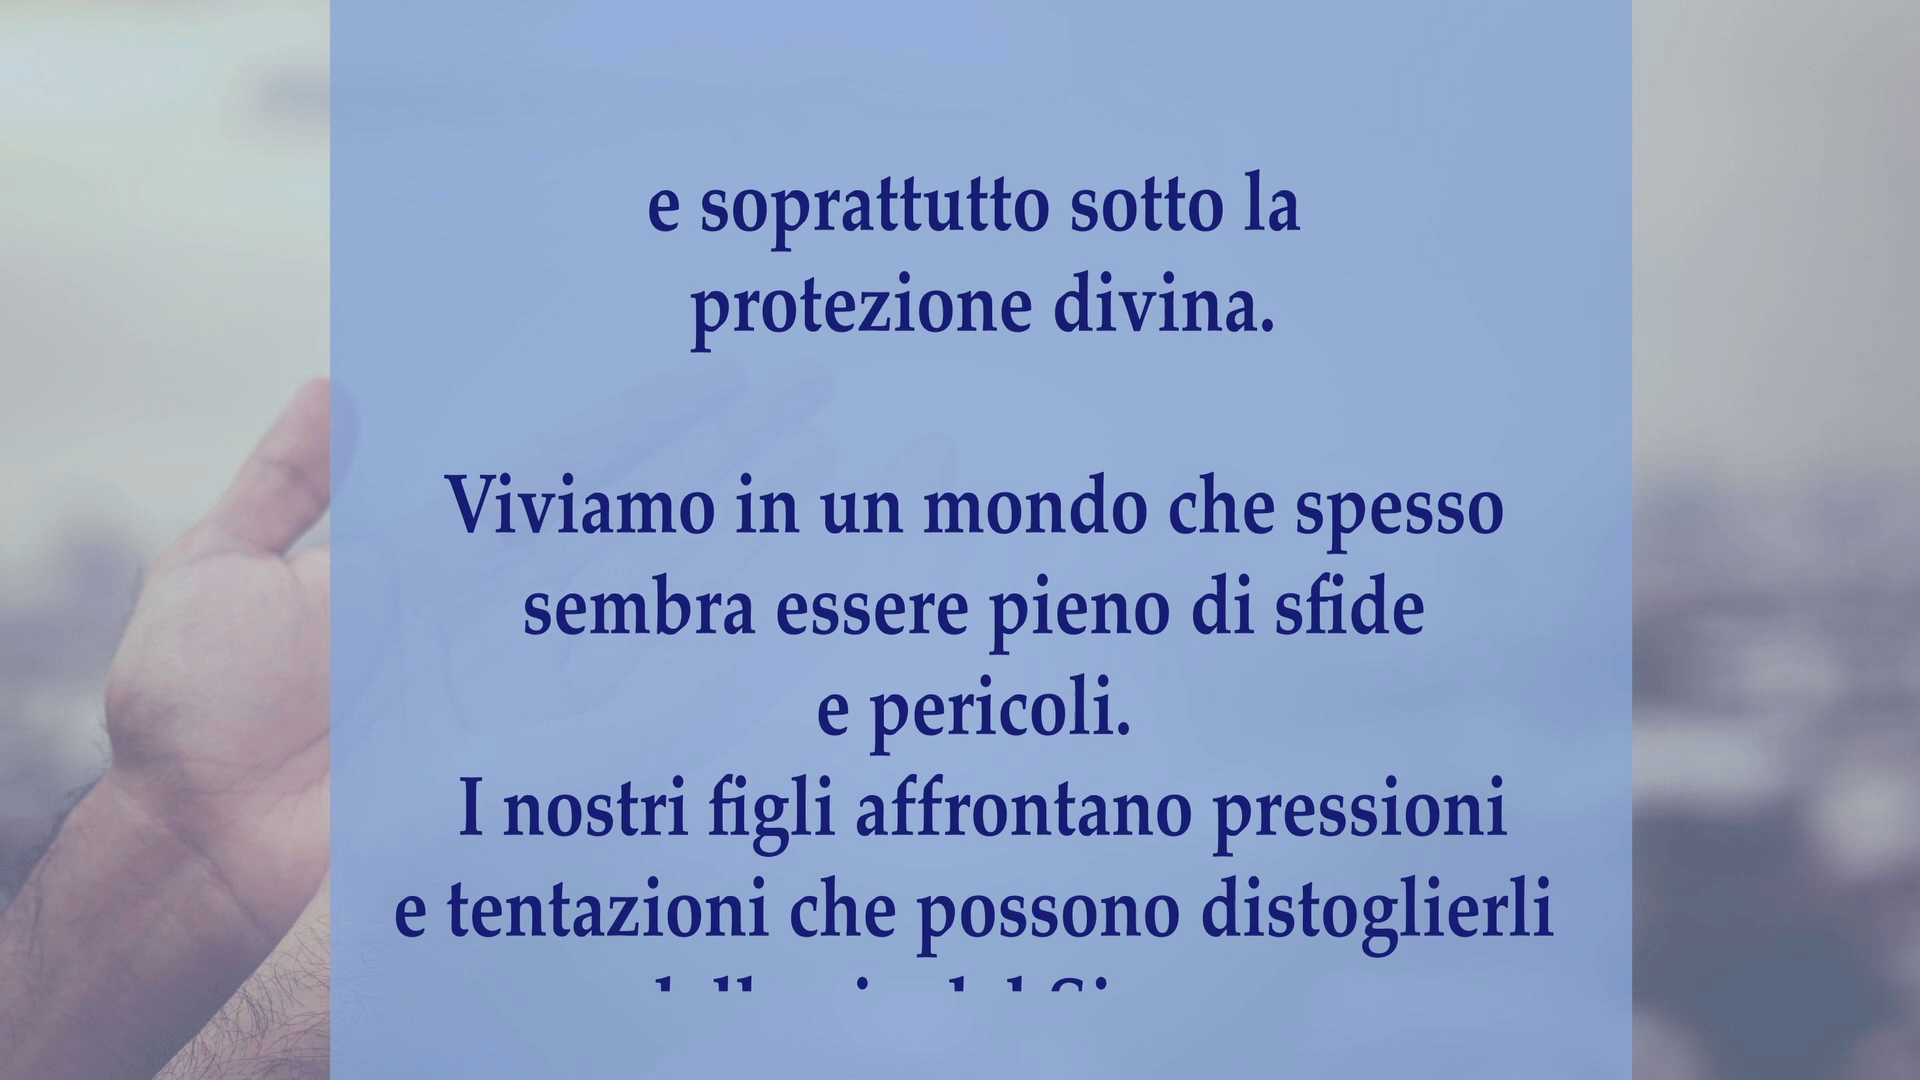 e soprattutto sotto la
protezione divina.
Viviamo in un mondo che spesso
sembra essere pieno di sfide
e pericoli.
I nostri figli affrontano pressioni
e tentazioni che possono distoglierli